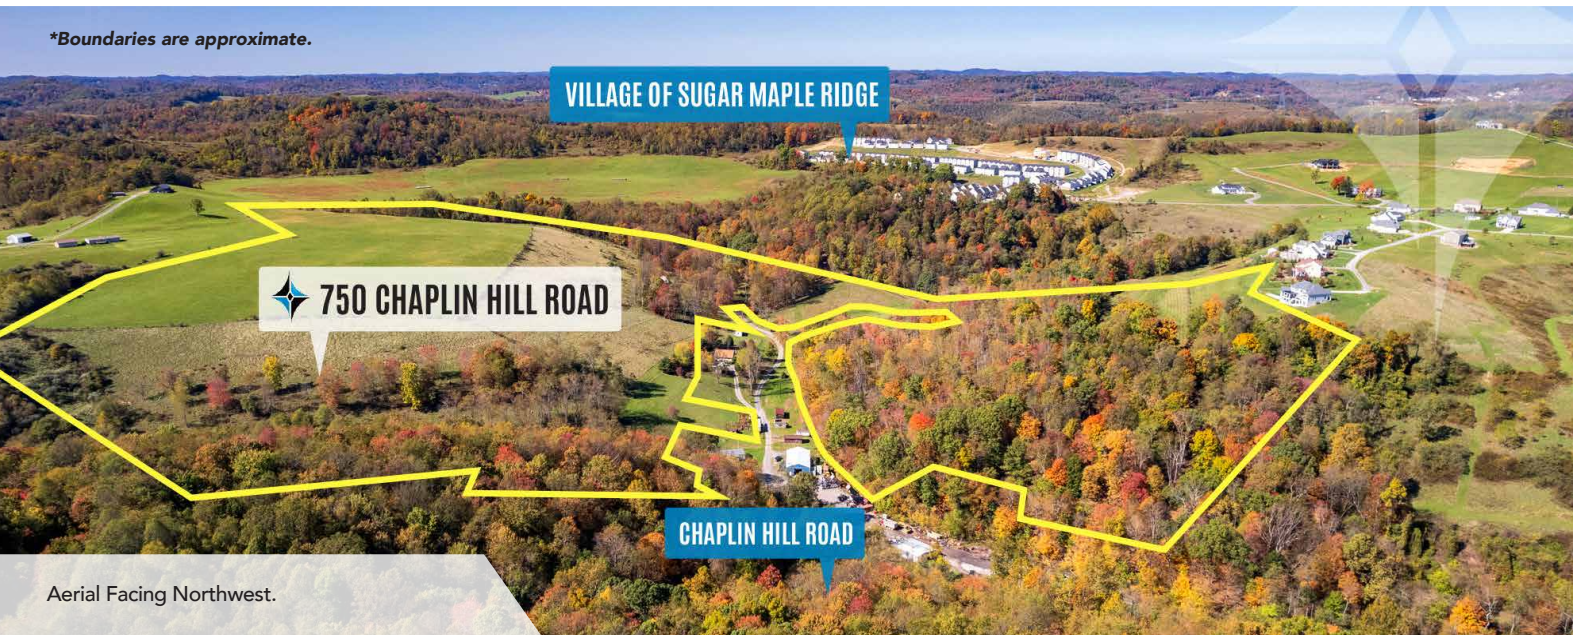 *Boundaries are approximate.
VILLAGE OF SUGAR MAPLE RIDGE
750 CHAPLIN HILL ROAD
CHAPLIN HILL ROAD
Aerial Facing Northwest.